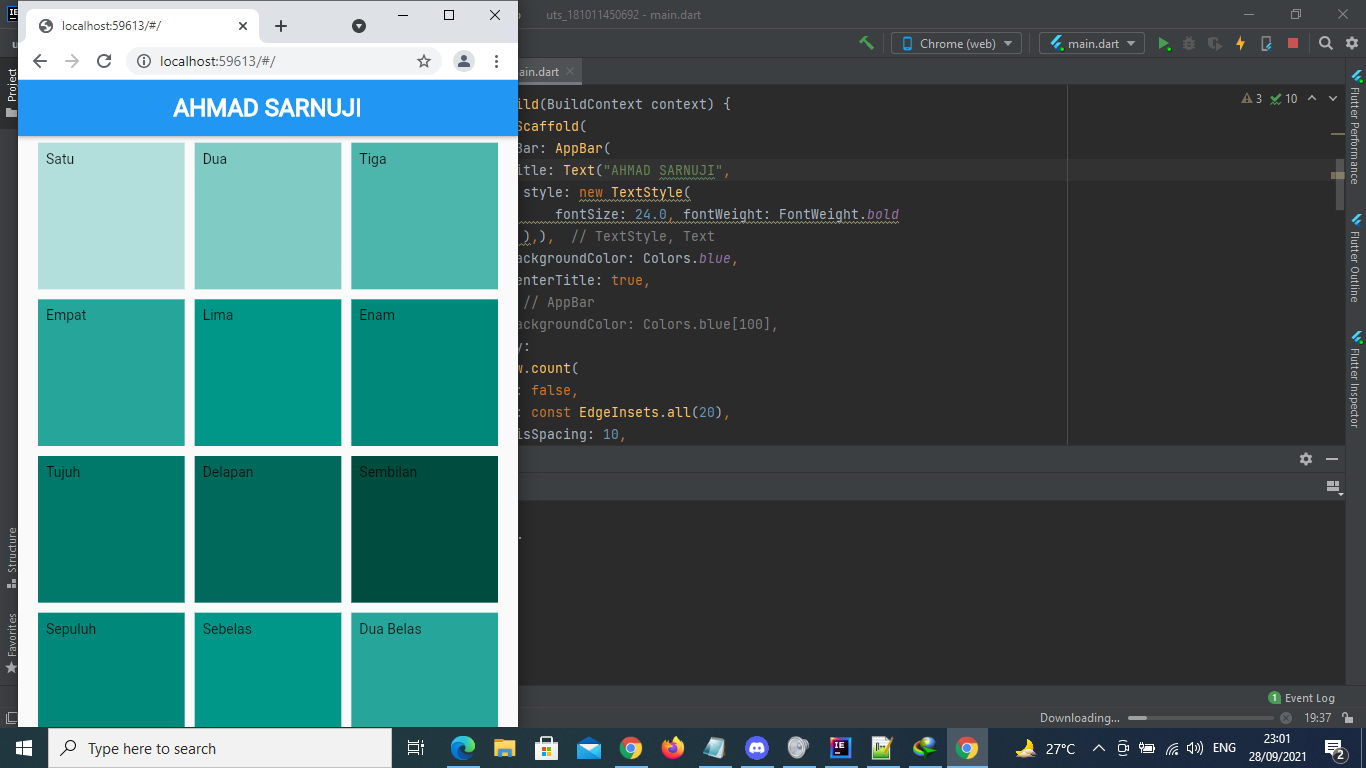 uts_181011450692 - main.dart
localhost:59613/#/
localhost:59613/#/
Chrome (web)
main.dart
Project
AHMAD SARNUJI
Satu
Dua
Tiga
Empat
Lima
Enam
Tujuh
Delapan
Sembilan
Sepuluh
Sebelas
Dua Belas
Structure
Favorites
ain.dart
ild(BuildContext context) {
Scaffold(
Bar: AppBar(
itle: Text("AHMAD SARNUJI",
style: new TextStyle(
fontSize: 24.0, fontWeight: FontWeight.bold
),), // TextStyle, Text
ackgroundColor: Colors.blue,
enterTitle: true,
// AppBar
ackgroundColor: Colors.blue[100],
y:
w.count(
: false,
: const EdgeInsets.all(20),
isSpacing: 10,
3
10
Flutter Performance
Flutter Outline
Flutter Inspector
1 Event Log
Downloading...
19:37
Type here to search
27°C
ENG
23:01
28/09/2021
2